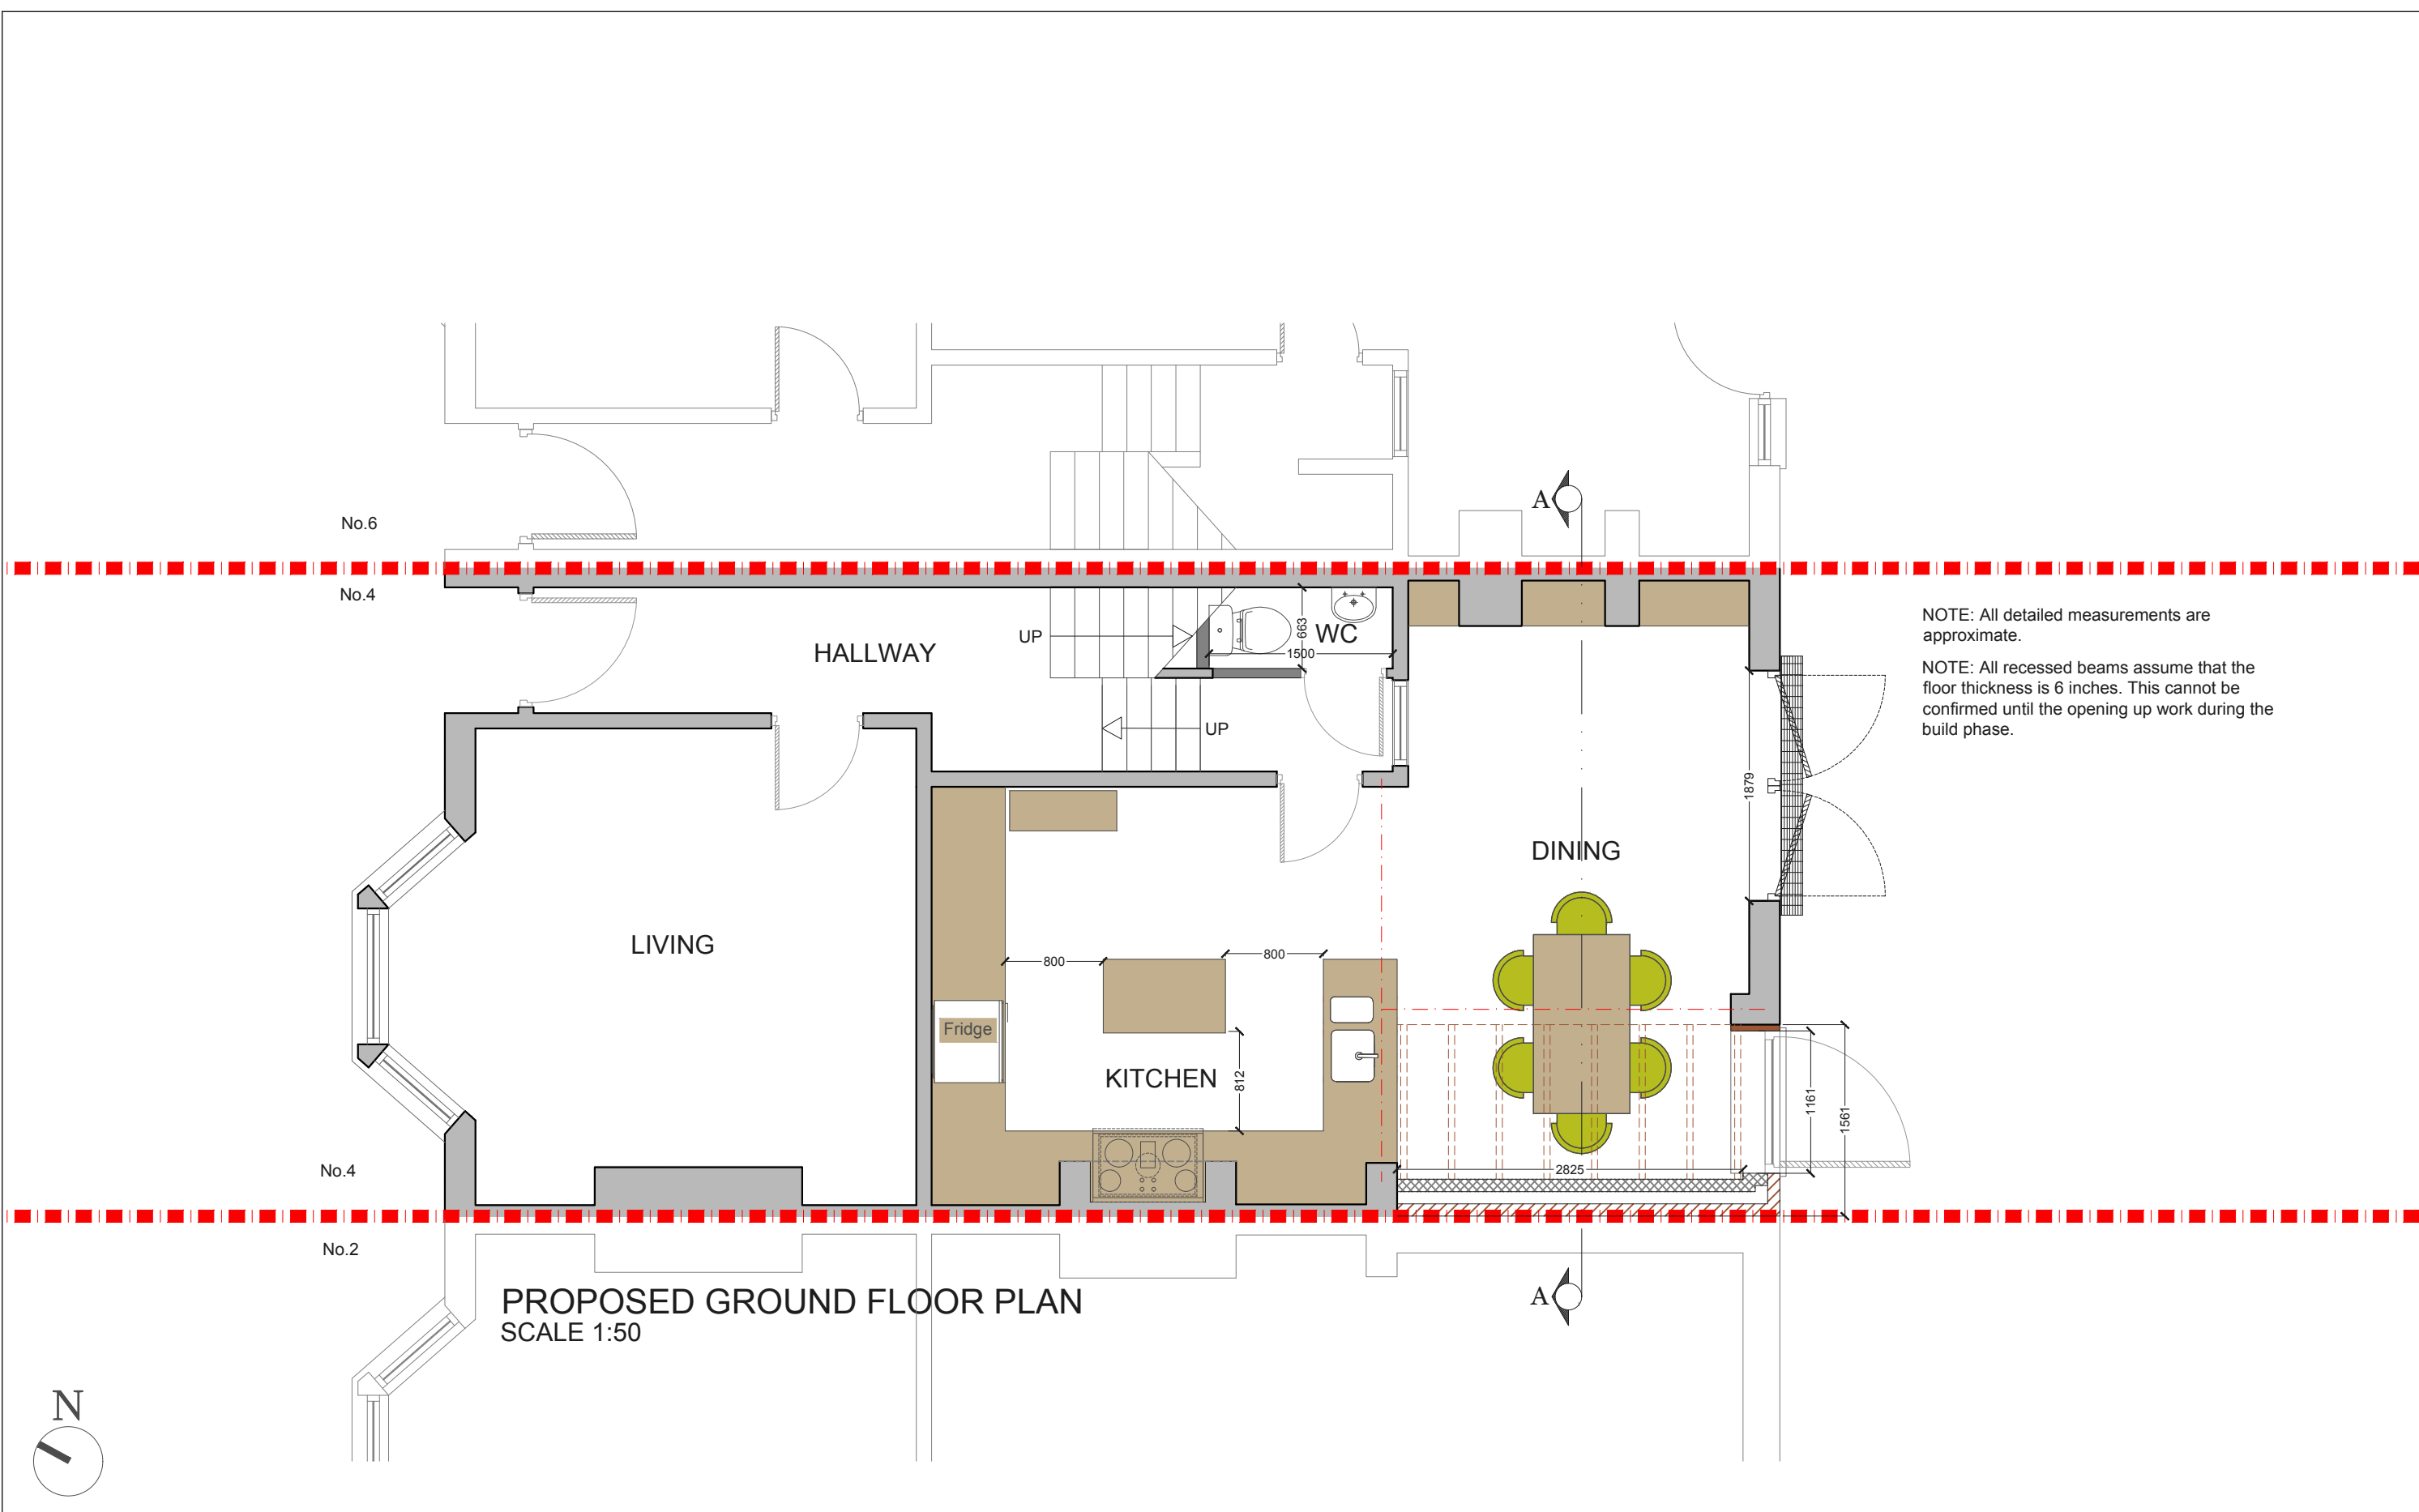 A
No.6
No.4
NOTE: All detailed measurements are
approximate.
NOTE: All recessed beams assume that the
floor thickness is 6 inches. This cannot be
confirmed until the opening up work during the
build phase.
UP
663
WC
HALLWAY
1500
UP
1879
DINING
LIVING
800
800
Fridge
KITCHEN
812
1161
1561
No.4
2825
No.2
A
PROPOSED GROUND FLOOR PLAN
SCALE 1:50
N